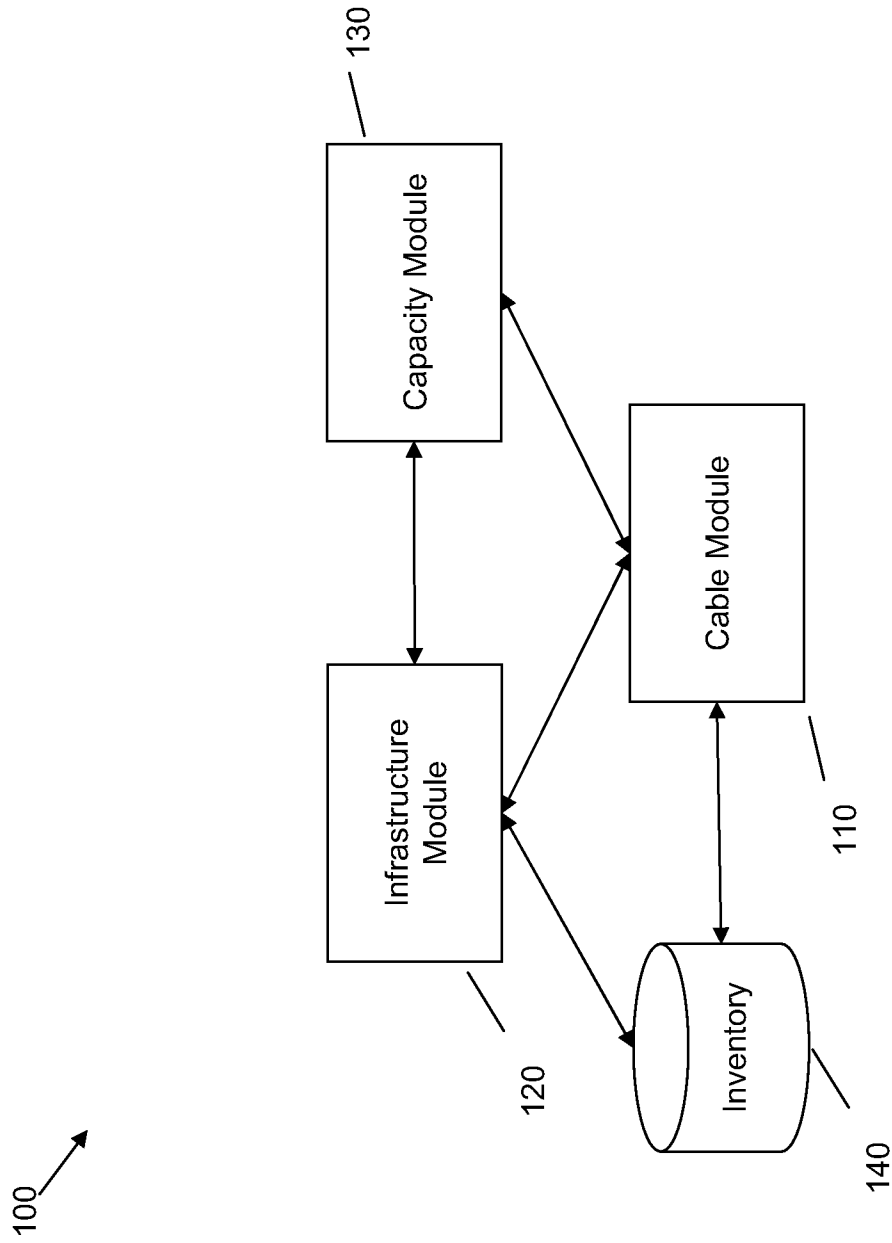 100
130
Capacity Module
Infrastructure
Module
120
Cable Module
110
Inventory
140